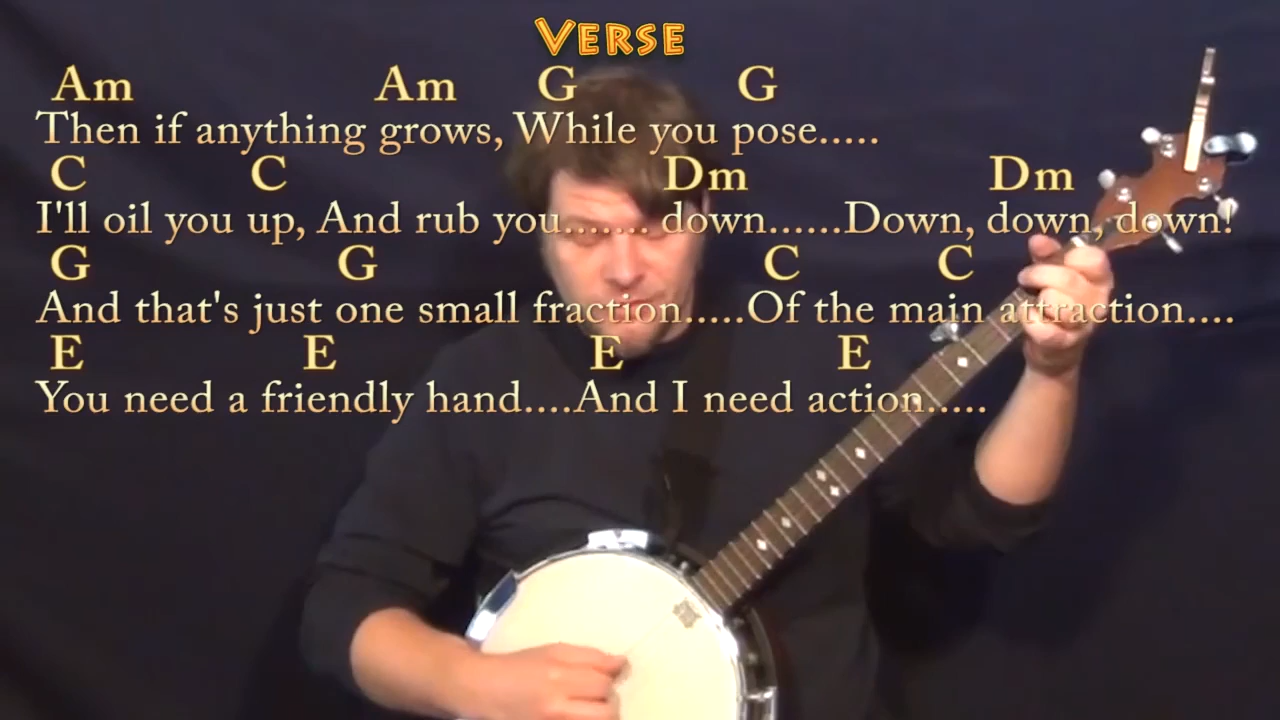 VERSE
Am Am G G
Then if anything grows, While you pose.....
C C Dm Dm
I'll oil you up, And rub you....... down......Down, down, down!
G G C C
And that's just one small fraction.....Of the main attraction....
E E E E
You need a friendly hand....And I need action.....